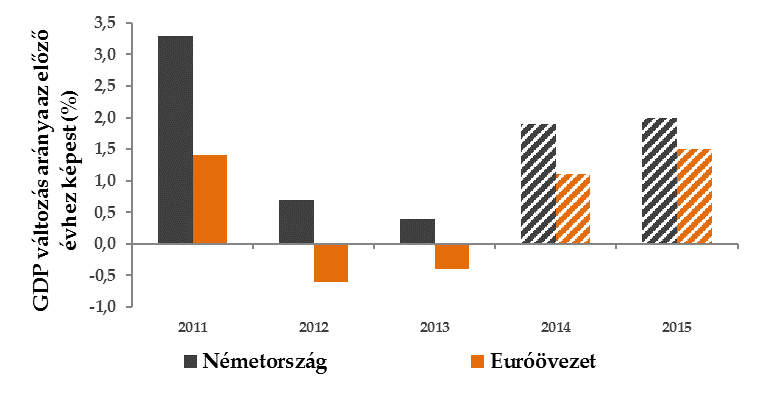 GDP változás aránya az előző
évhez képest (%)
3,5
3,0
2,5
2,0
1,5
1,0
0,5
0,0
-0,5
-1,0
2011 2012 2013 2014 2015
Németország Euróövezet